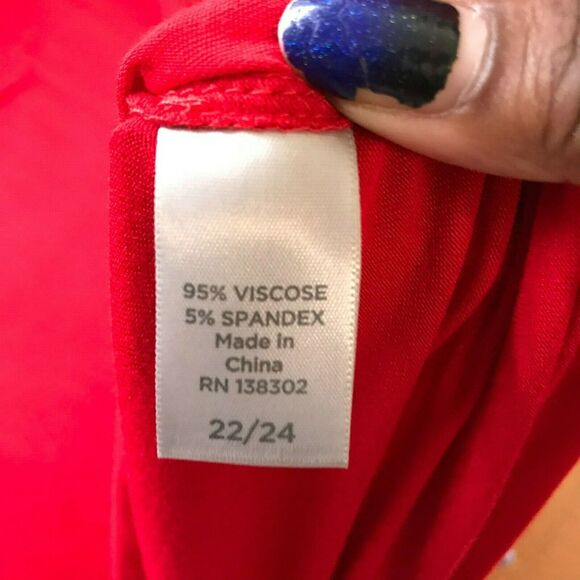 95% VISCOSE
5% SPANDEX
Made in
China
RN 138302
22/24